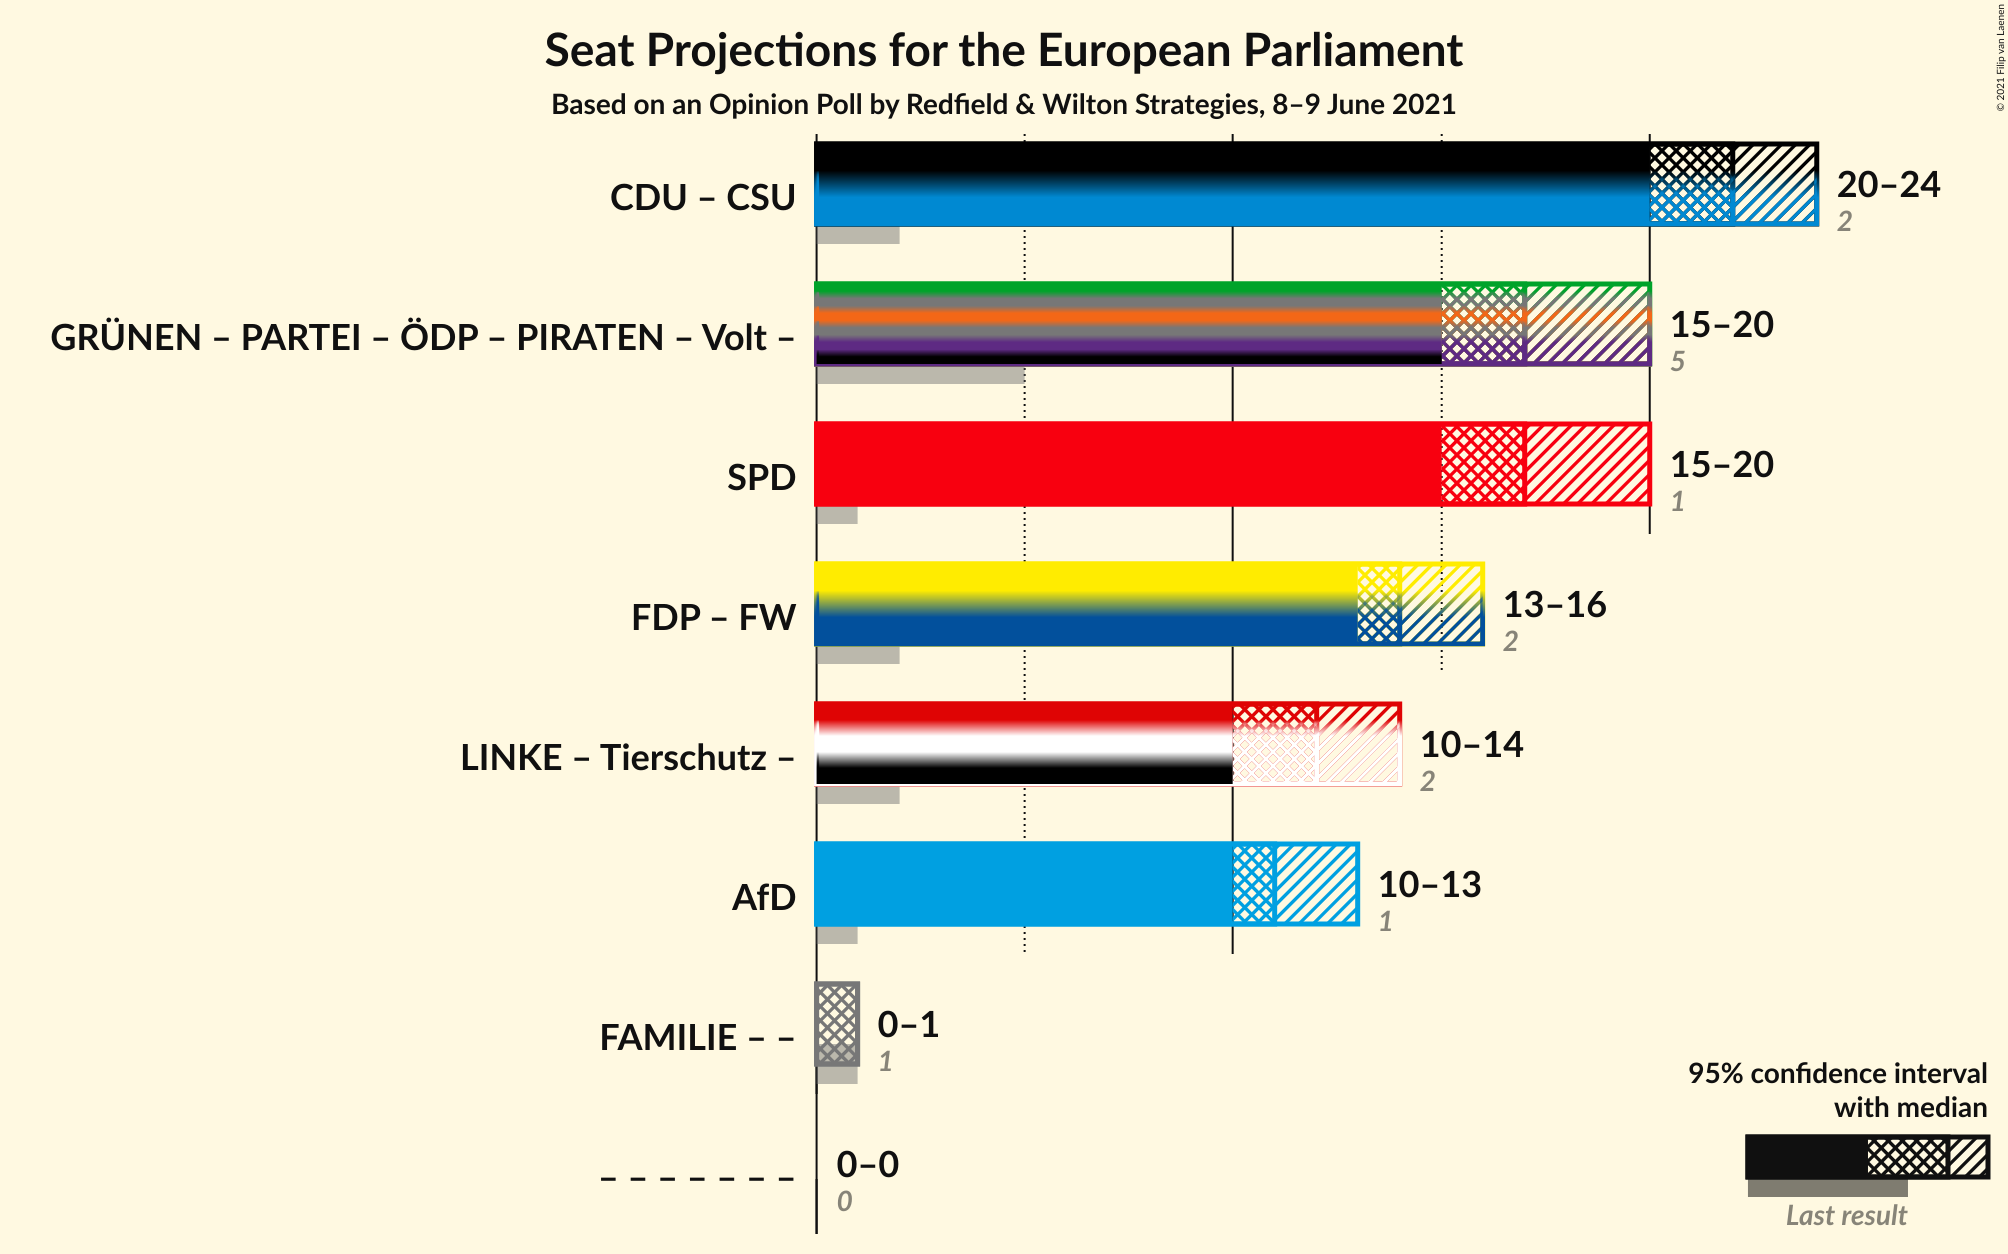 Seat Projections for the European Parliament
Based on an Opinion Poll by Redfield & Wilton Strategies, 8–9 June 2021
© 2021 Filip van Laenen
CDU – CSU
20–24
2
GRÜNEN – PARTEI – ÖDP – PIRATEN – Volt –
15–20
5
SPD
15–20
1
FDP – FW
13–16
2
LINKE – Tierschutz –
10–14
2
AfD
10–13
1
FAMILIE – –
0–1
1
– – – – – – –
0–0
0
95% confidence interval
with median
Last result